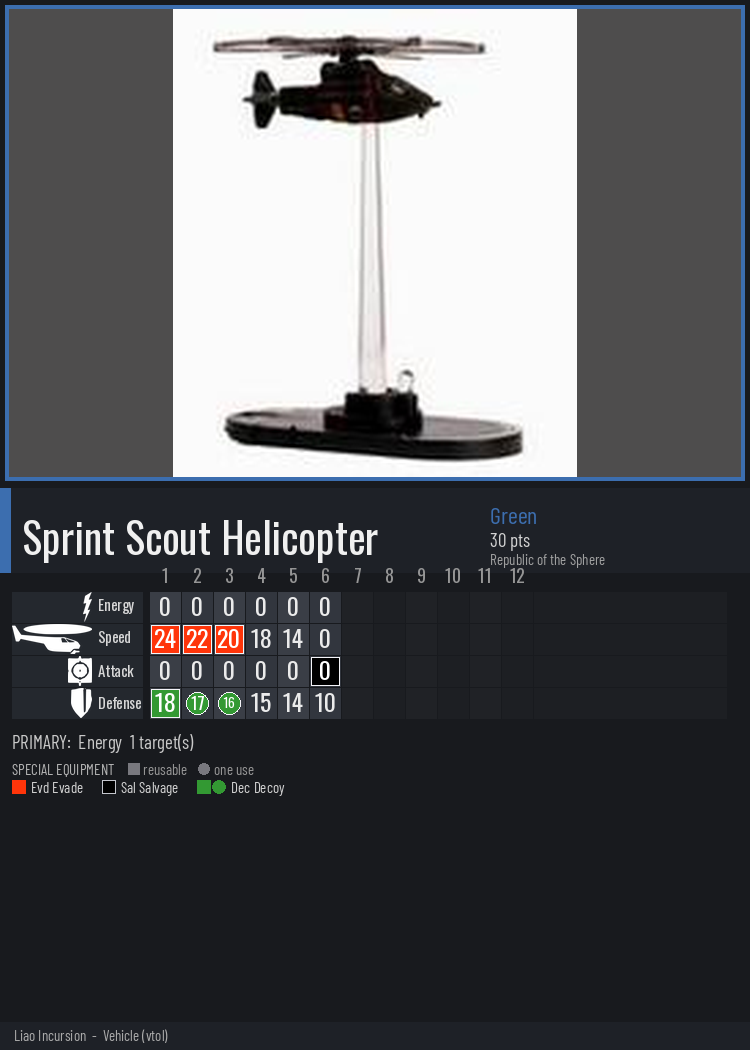 Sprint Scout Helicopter
Green
30 pts
Republic of the Sphere
1 2 3 4 5 6 7 8 9 10 11 12
Energy 0 0 0 0 0 0
Speed 24 22 20 18 14 0
Attack 0 0 0 0 0 0
Defense 18 17 16 15 14 10
PRIMARY: Energy 1 target(s)
SPECIAL EQUIPMENT reusable one use
Evd Evade Sal Salvage Dec Decoy
Liao Incursion - Vehicle (vtol)